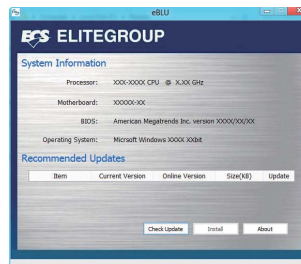 eBLU
ECS ELITEGROUP
System Information
Processor: XXX-XXXX CPU @ X.XX GHz
Motherboard: XXXXX-XX
BIOS: American Megatrends Inc. version XXXX/XX/XX
Operating System: Micrsoft Windows XXXX XXbit
Recommended Updates
Item Current Version Online Version Size(KB) Update
Check Update Install About